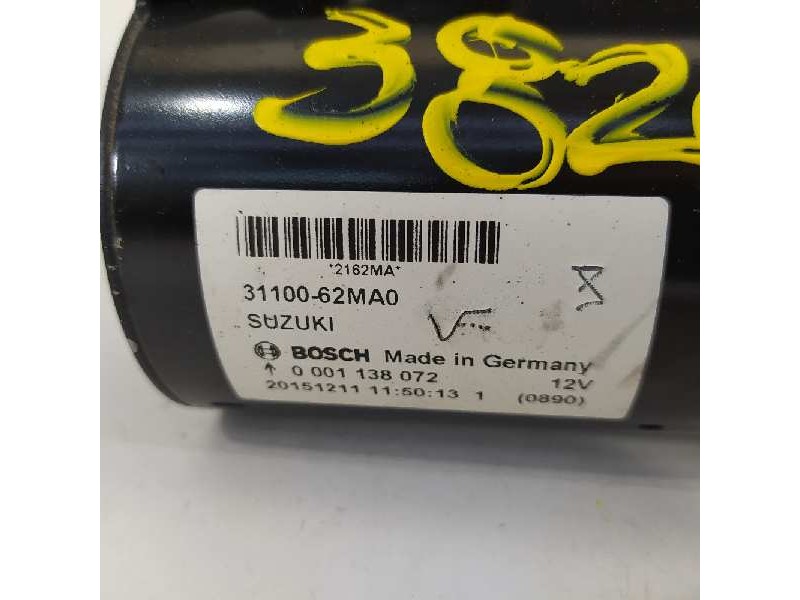 382
*2162MA*
31100-62MA0
SUZUKI
BOSCH Made in Germany
↑ 0 001 138 072 12V
20151211 11:50:13 1 (0890)